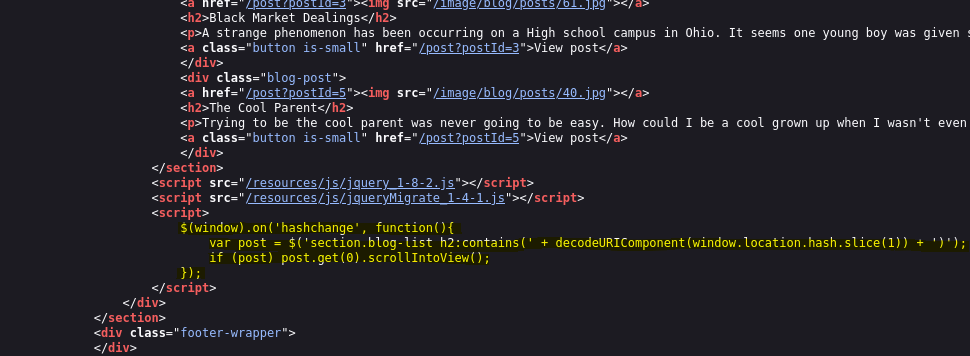 <a href="/post?postId=3"><img src="/image/blog/posts/61.jpg"></a>
<h2>Black Market Dealings</h2>
<p>A strange phenomenon has been occurring on a High school campus in Ohio. It seems one young boy was given
<a class="button is-small" href="/post?postId=3">View post</a>
</div>
<div class="blog-post">
<a href="/post?postId=5"><img src="/image/blog/posts/40.jpg"></a>
<h2>The Cool Parent</h2>
<p>Trying to be the cool parent was never going to be easy. How could I be a cool grown up when I wasn't even
<a class="button is-small" href="/post?postId=5">View post</a>
</div>
</section>
<script src="/resources/js/jquery_1-8-2.js"></script>
<script src="/resources/js/jqueryMigrate_1-4-1.js"></script>
<script>
$(window).on('hashchange', function(){
var post = $('section.blog-list h2:contains(' + decodeURIComponent(window.location.hash.slice(1)) + ')');
if (post) post.get(0).scrollIntoView();
});
</script>
</div>
</section>
<div class="footer-wrapper">
</div>